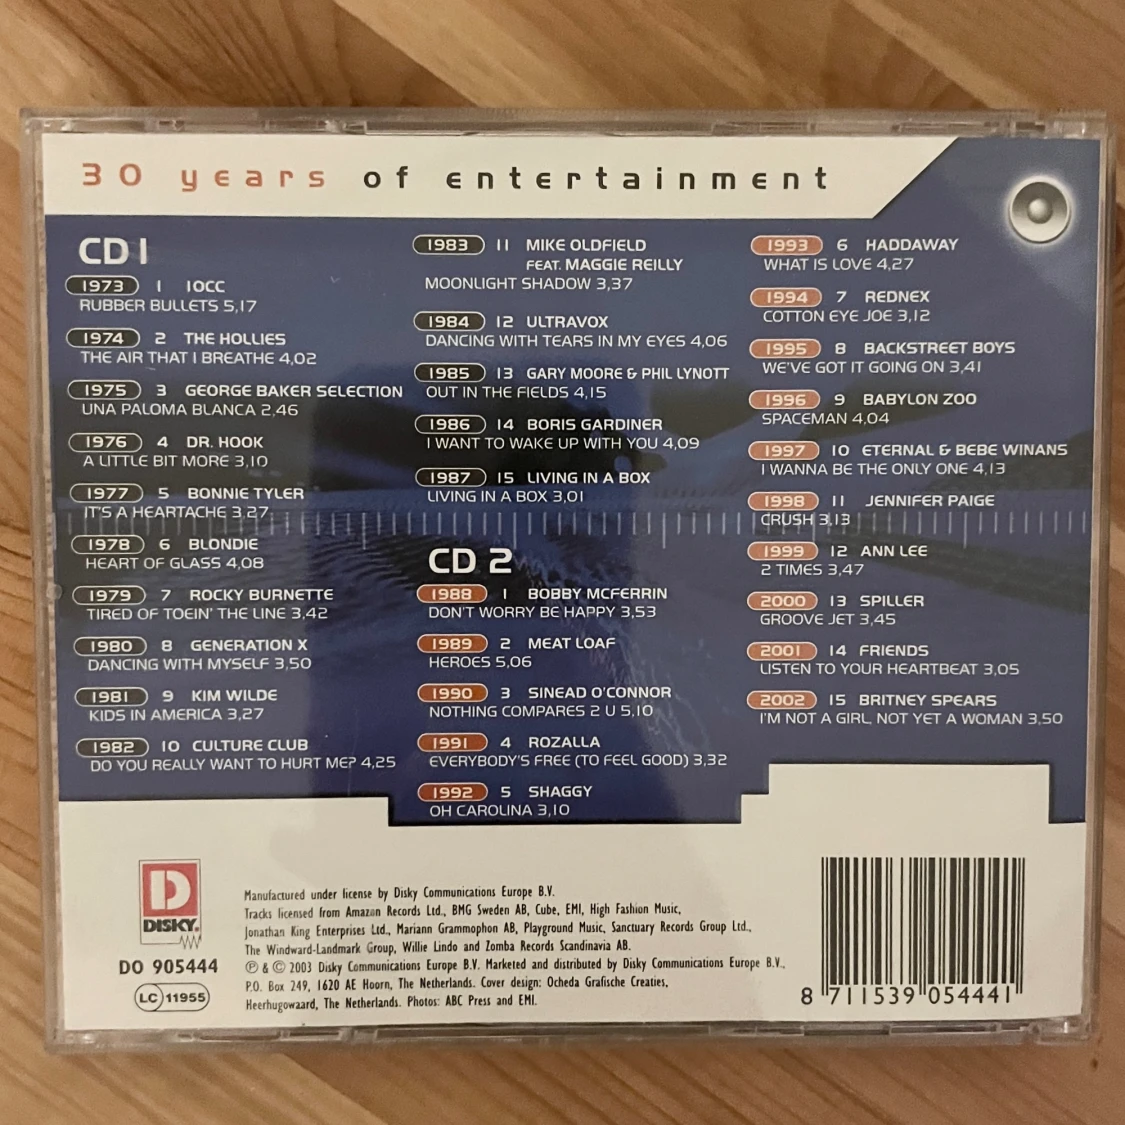 30 years of entertainment
CD 1
1973 1 10CC
RUBBER BULLETS 5,17
1974 2 THE HOLLIES
THE AIR THAT I BREATHE 4,02
1975 3 GEORGE BAKER SELECTION
UNA PALOMA BLANCA 2,46
1976 4 DR. HOOK
A LITTLE BIT MORE 3,10
1977 5 BONNIE TYLER
IT'S A HEARTACHE 3,27
1978 6 BLONDIE
HEART OF GLASS 4,08
1979 7 ROCKY BURNETTE
TIRED OF TOEIN' THE LINE 3,42
1980 8 GENERATION X
DANCING WITH MYSELF 3,50
1981 9 KIM WILDE
KIDS IN AMERICA 3,27
1982 10 CULTURE CLUB
DO YOU REALLY WANT TO HURT ME? 4,25
1983 11 MIKE OLDFIELD
FEAT. MAGGIE REILLY
MOONLIGHT SHADOW 3,37
1984 12 ULTRAVOX
DANCING WITH TEARS IN MY EYES 4,06
1985 13 GARY MOORE & PHIL LYNOTT
OUT IN THE FIELDS 4,15
1986 14 BORIS GARDINER
I WANT TO WAKE UP WITH YOU 4,09
1987 15 LIVING IN A BOX
LIVING IN A BOX 3,01
CD 2
1988 1 BOBBY MCFERRIN
DON'T WORRY BE HAPPY 3,53
1989 2 MEAT LOAF
HEROES 5,06
1990 3 SINEAD O'CONNOR
NOTHING COMPARES 2 U 5,10
1991 4 ROZALLA
EVERYBODY'S FREE (TO FEEL GOOD) 3,32
1992 5 SHAGGY
OH CAROLINA 3,10
1993 6 HADDAWAY
WHAT IS LOVE 4,27
1994 7 REDNEX
COTTON EYE JOE 3,12
1995 8 BACKSTREET BOYS
WE'VE GOT IT GOING ON 3,41
1996 9 BABYLON ZOO
SPACEMAN 4,04
1997 10 ETERNAL & BEBE WINANS
I WANNA BE THE ONLY ONE 4,13
1998 11 JENNIFER PAIGE
CRUSH 3,13
1999 12 ANN LEE
2 TIMES 3,47
2000 13 SPILLER
GROOVE JET 3,45
2001 14 FRIENDS
LISTEN TO YOUR HEARTBEAT 3,05
2002 15 BRITNEY SPEARS
I'M NOT A GIRL, NOT YET A WOMAN 3,50
D
DISKY®
DO 905444
LC 11955
Manufactured under license by Disky Communications Europe B.V.
Tracks licensed from Amazon Records Ltd., BMG Sweden AB, Cube, EMI, High Fashion Music,
Jonathan King Enterprises Ltd., Mariann Grammophon AB, Playground Music, Sanctuary Records Group Ltd.,
The Windward-Landmark Group, Willie Lindo and Zomba Records Scandinavia AB.
Ⓟ & © 2003 Disky Communications Europe B.V. Marketed and distributed by Disky Communications Europe B.V.,
P.O. Box 249, 1620 AE Hoorn, The Netherlands. Cover design: Ocheda Grafische Creaties,
Heerhugowaard, The Netherlands. Photos: ABC Press and EMI.
8 711539 054441